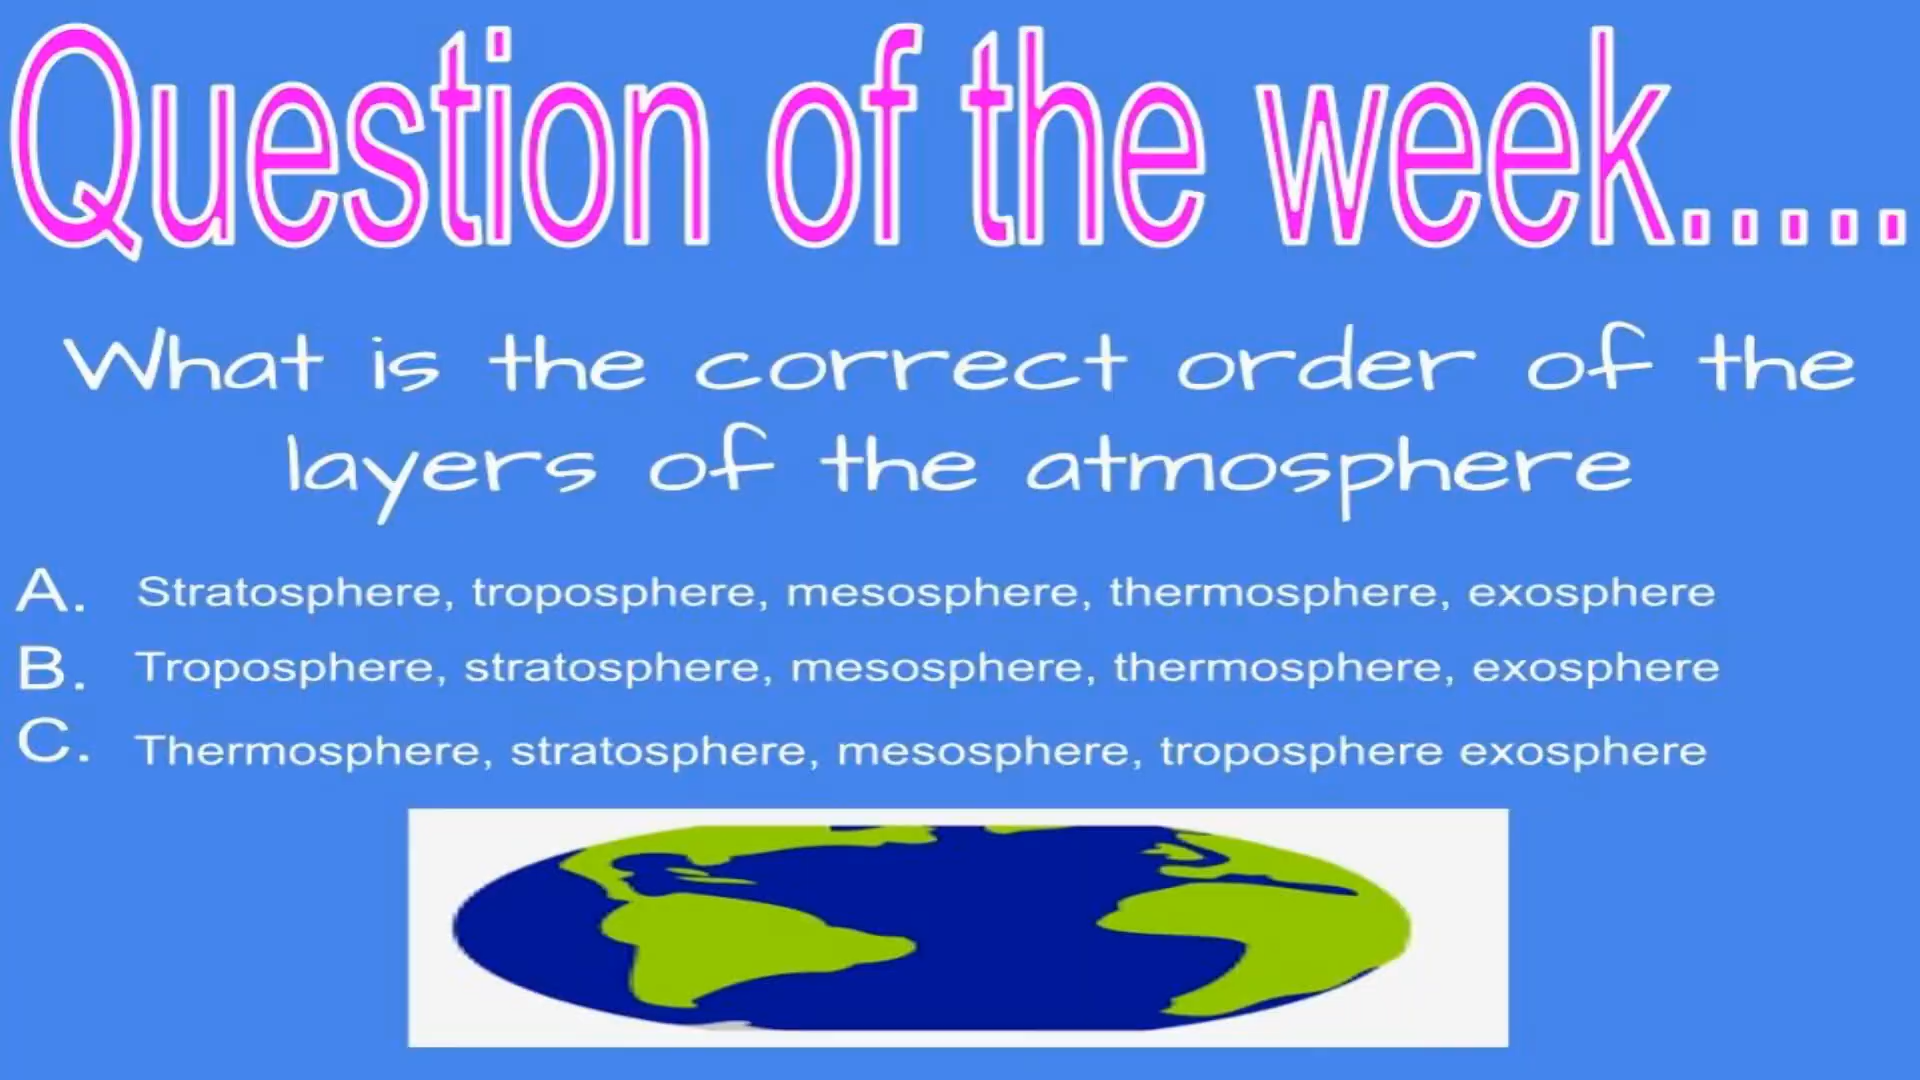 Question of the week.....
What is the correct order of the
layers of the atmosphere
A. Stratosphere, troposphere, mesosphere, thermosphere, exosphere
B. Troposphere, stratosphere, mesosphere, thermosphere, exosphere
C. Thermosphere, stratosphere, mesosphere, troposphere exosphere